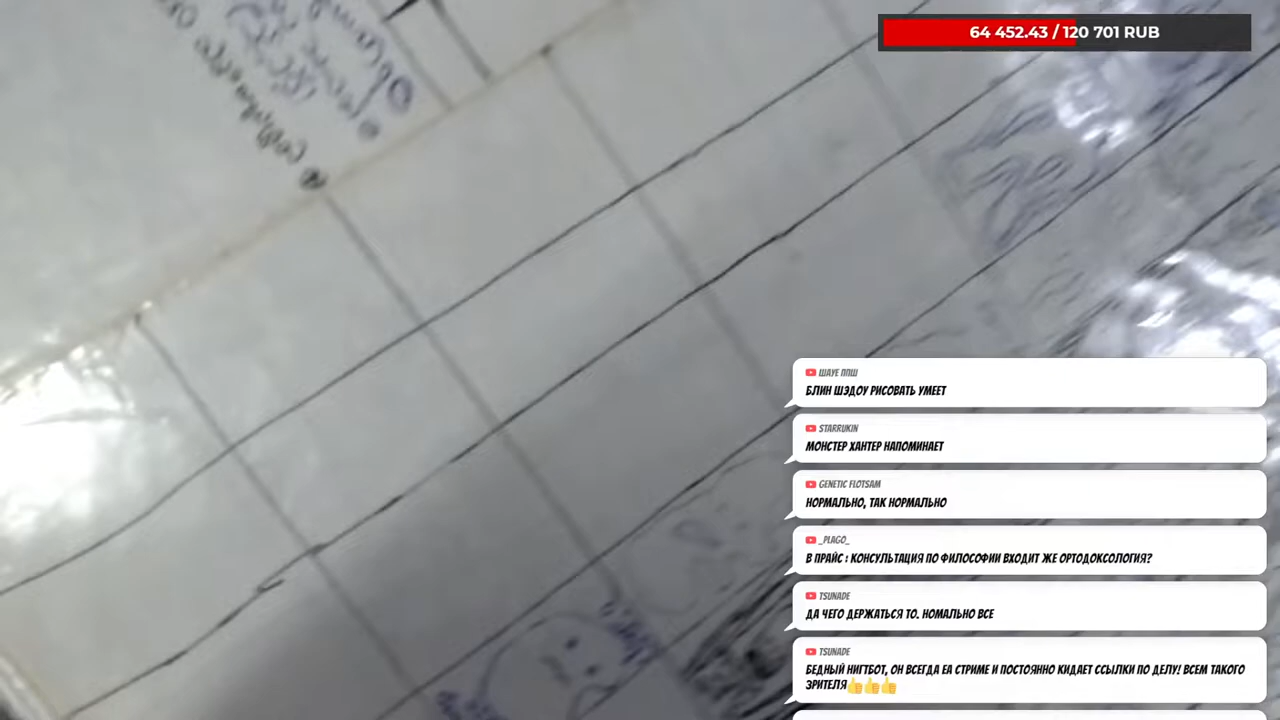 64 452.43 / 120 701 RUB
ШАУЕ ППШ
БЛИН ШЭДОУ РИСОВАТЬ УМЕЕТ
STARRUKIN
МОНСТЕР ХАНТЕР НАПОМИНАЕТ
GENETIC FLOTSAM
НОРМАЛЬНО, ТАК НОРМАЛЬНО
_PLAGO_
В ПРАЙС : КОНСУЛЬТАЦИЯ ПО ФИЛОСОФИИ ВХОДИТ ЖЕ ОРТОДОКСОЛОГИЯ?
TSUNADE
ДА ЧЕГО ДЕРЖАТЬСЯ ТО. НОМАЛЬНО ВСЕ
TSUNADE
БЕДНЫЙ НИГТБОТ, ОН ВСЕГДА ЕА СТРИМЕ И ПОСТОЯННО КИДАЕТ ССЫЛКИ ПО ДЕЛУ! ВСЕМ ТАКОГО
ЗРИТЕЛЯ👍👍👍